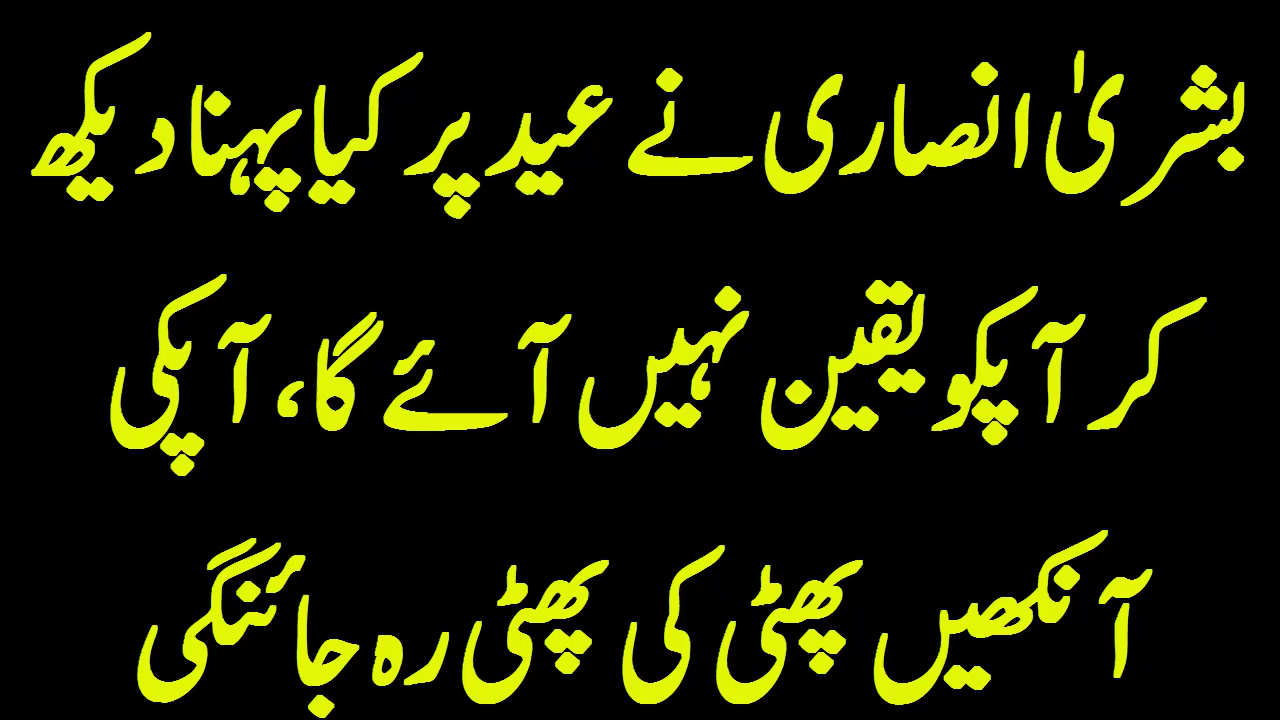 بشریٰ انصاری نے عید پر کیا پہنا دیکھ
کر آپکو یقین نہیں آئے گا، آپکی
آنکھیں پھٹی کی پھٹی رہ جائنگی